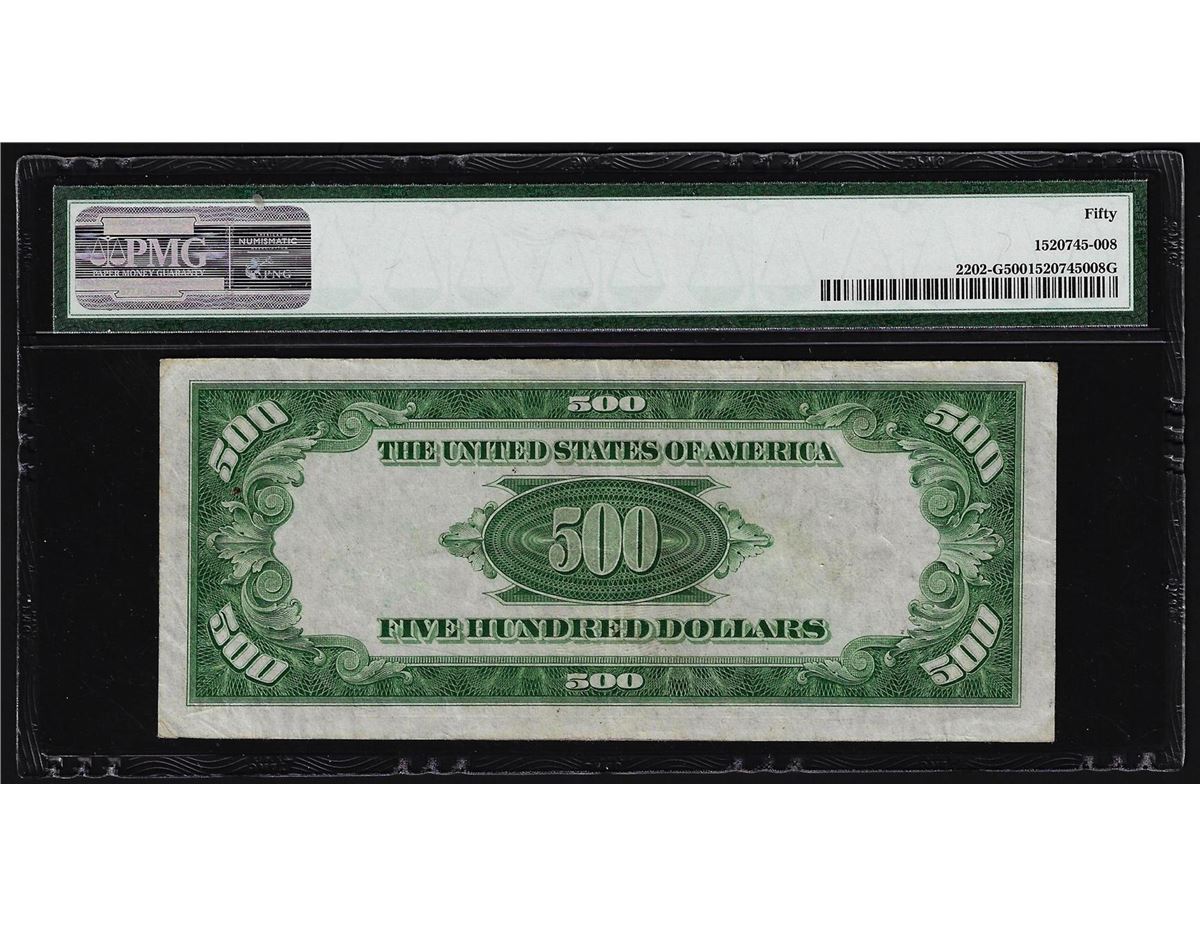 PMG
PAPER MONEY GUARANTY
NUMISMATIC
PNG
Fifty
1520745-008
2202-G5001520745008G
500
500
500
THE UNITED STATES OF AMERICA
500
FIVE HUNDRED DOLLARS
500
500
500